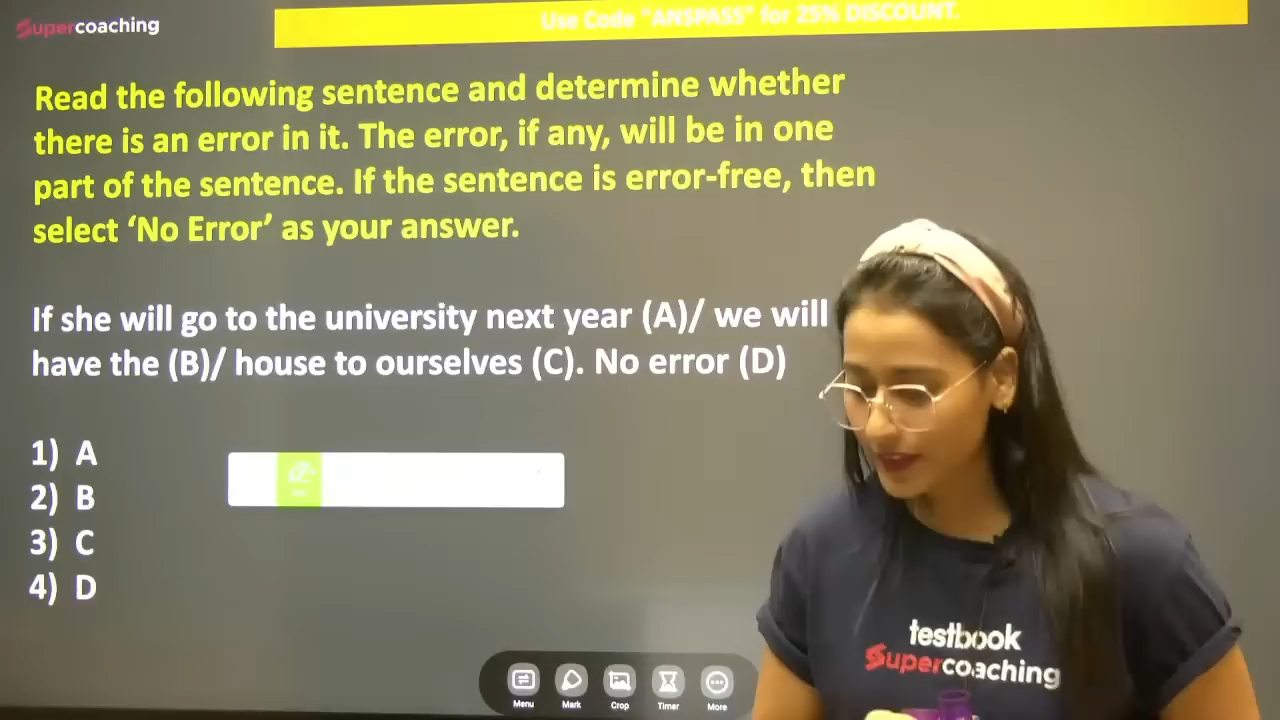 Supercoaching
Use Code "ANSPASS" for 25% DISCOUNT.
Read the following sentence and determine whether
there is an error in it. The error, if any, will be in one
part of the sentence. If the sentence is error-free, then
select ‘No Error’ as your answer.
If she will go to the university next year (A)/ we will
have the (B)/ house to ourselves (C). No error (D)
1) A
2) B
3) C
4) D
testbook
Supercoaching
Menu
Mark
Crop
Timer
More